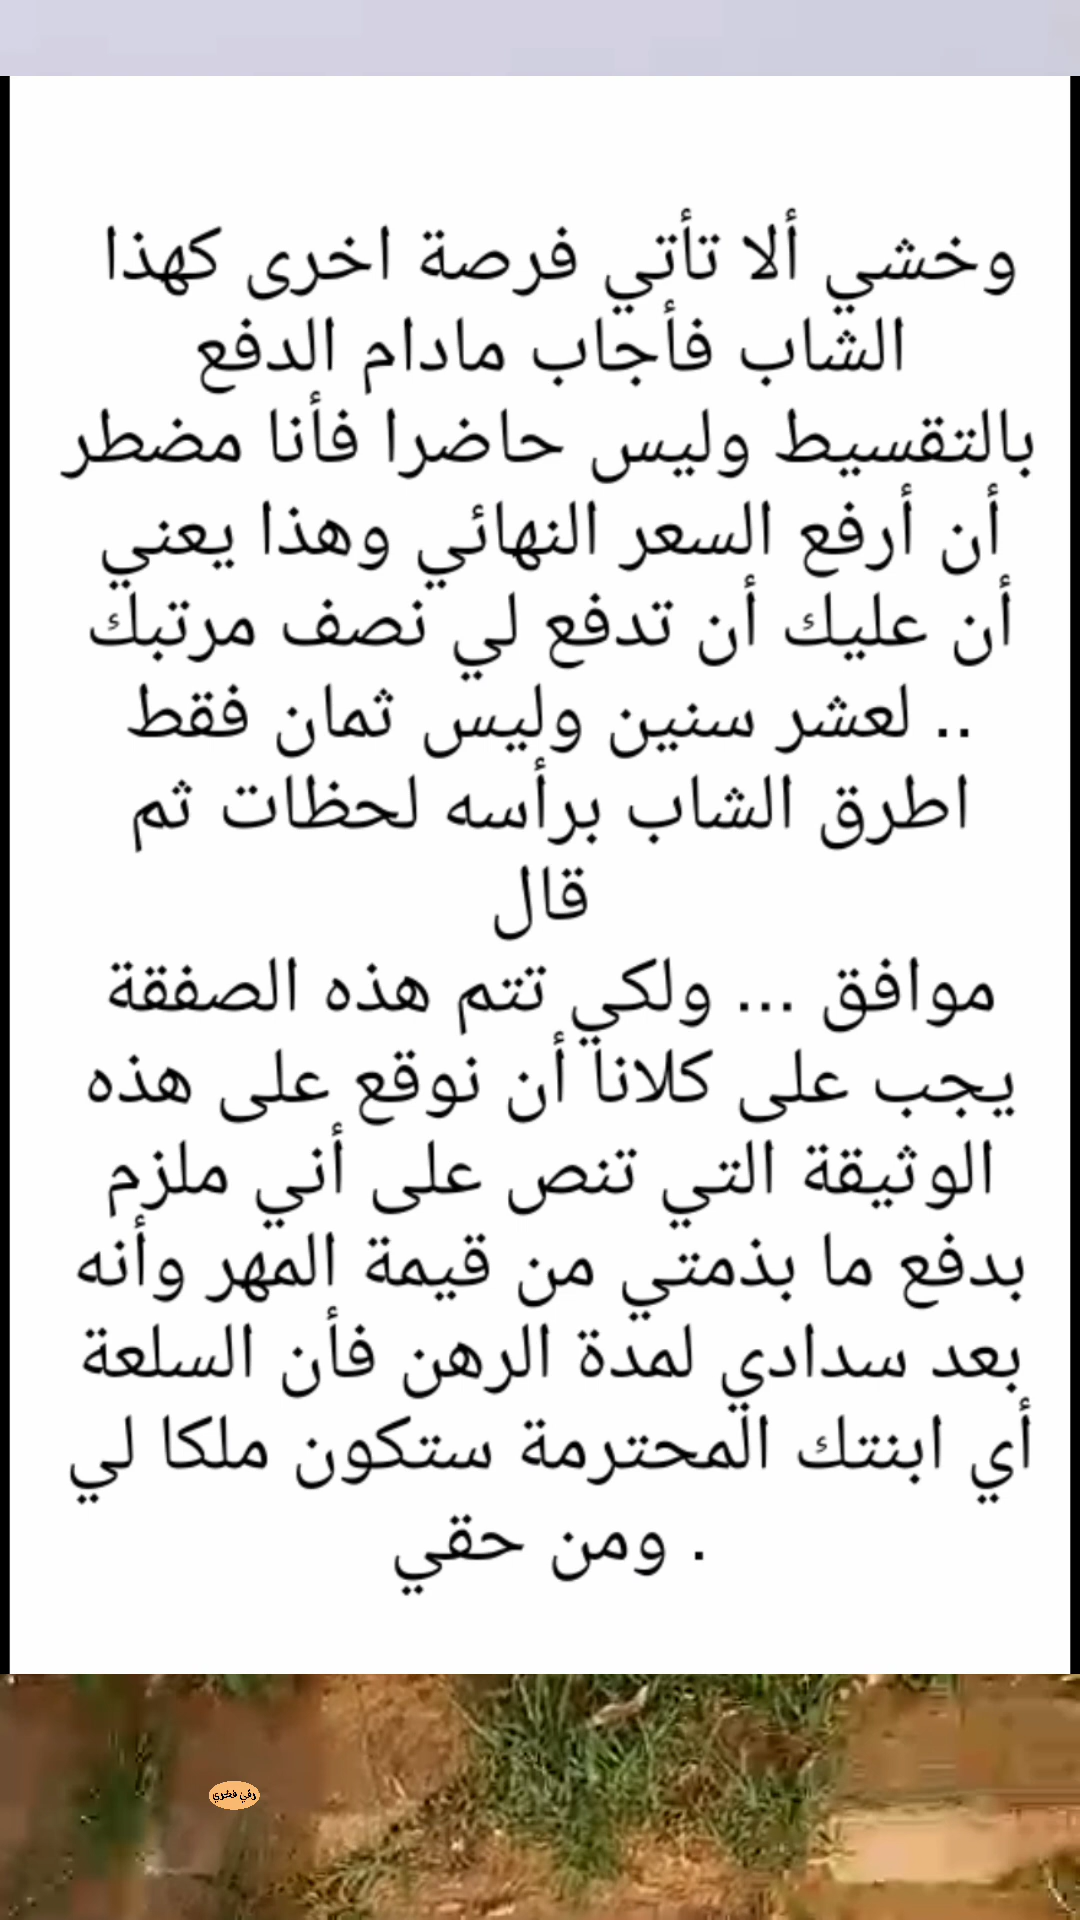 وخشي ألا تأتي فرصة اخرى كهذا
الشاب فأجاب مادام الدفع
بالتقسيط وليس حاضرا فأنا مضطر
أن أرفع السعر النهائي وهذا يعني
أن عليك أن تدفع لي نصف مرتبك
.. لعشر سنين وليس ثمان فقط
اطرق الشاب برأسه لحظات ثم
قال
موافق ... ولكي تتم هذه الصفقة
يجب على كلانا أن نوقع على هذه
الوثيقة التي تنص على أني ملزم
بدفع ما بذمتي من قيمة المهر وأنه
بعد سدادي لمدة الرهن فأن السلعة
أي ابنتك المحترمة ستكون ملكا لي
. ومن حقي